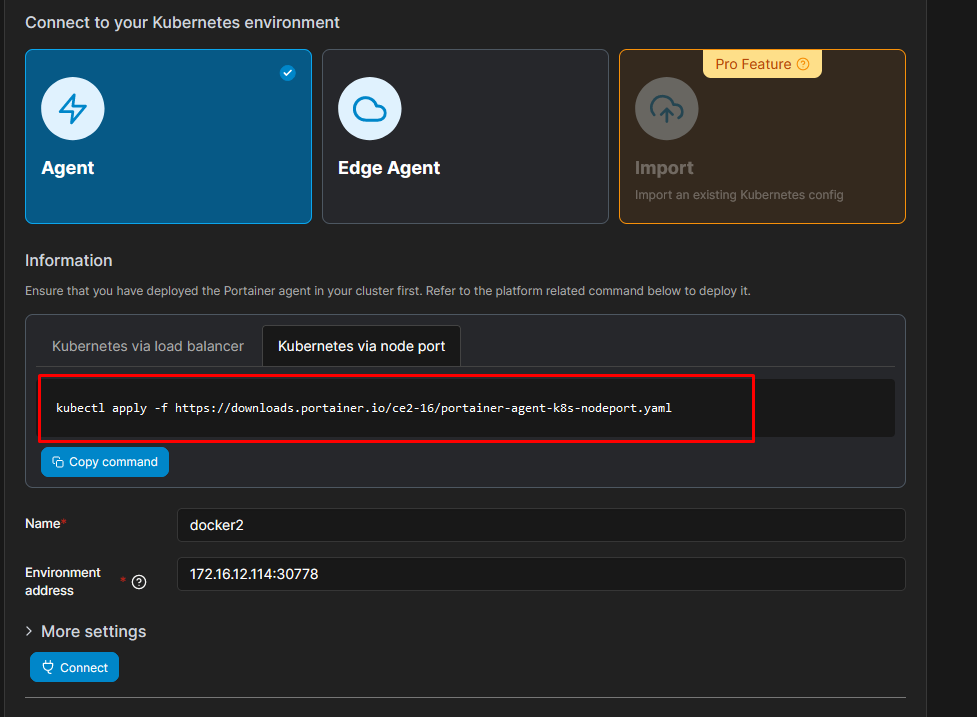 Connect to your Kubernetes environment
Pro Feature
Agent
Edge Agent
Import
Import an existing Kubernetes config
Information
Ensure that you have deployed the Portainer agent in your cluster first. Refer to the platform related command below to deploy it.
Kubernetes via load balancer
Kubernetes via node port
kubectl apply -f https://downloads.portainer.io/ce2-16/portainer-agent-k8s-nodeport.yaml
Copy command
Name*
docker2
Environment address *
172.16.12.114:30778
More settings
Connect